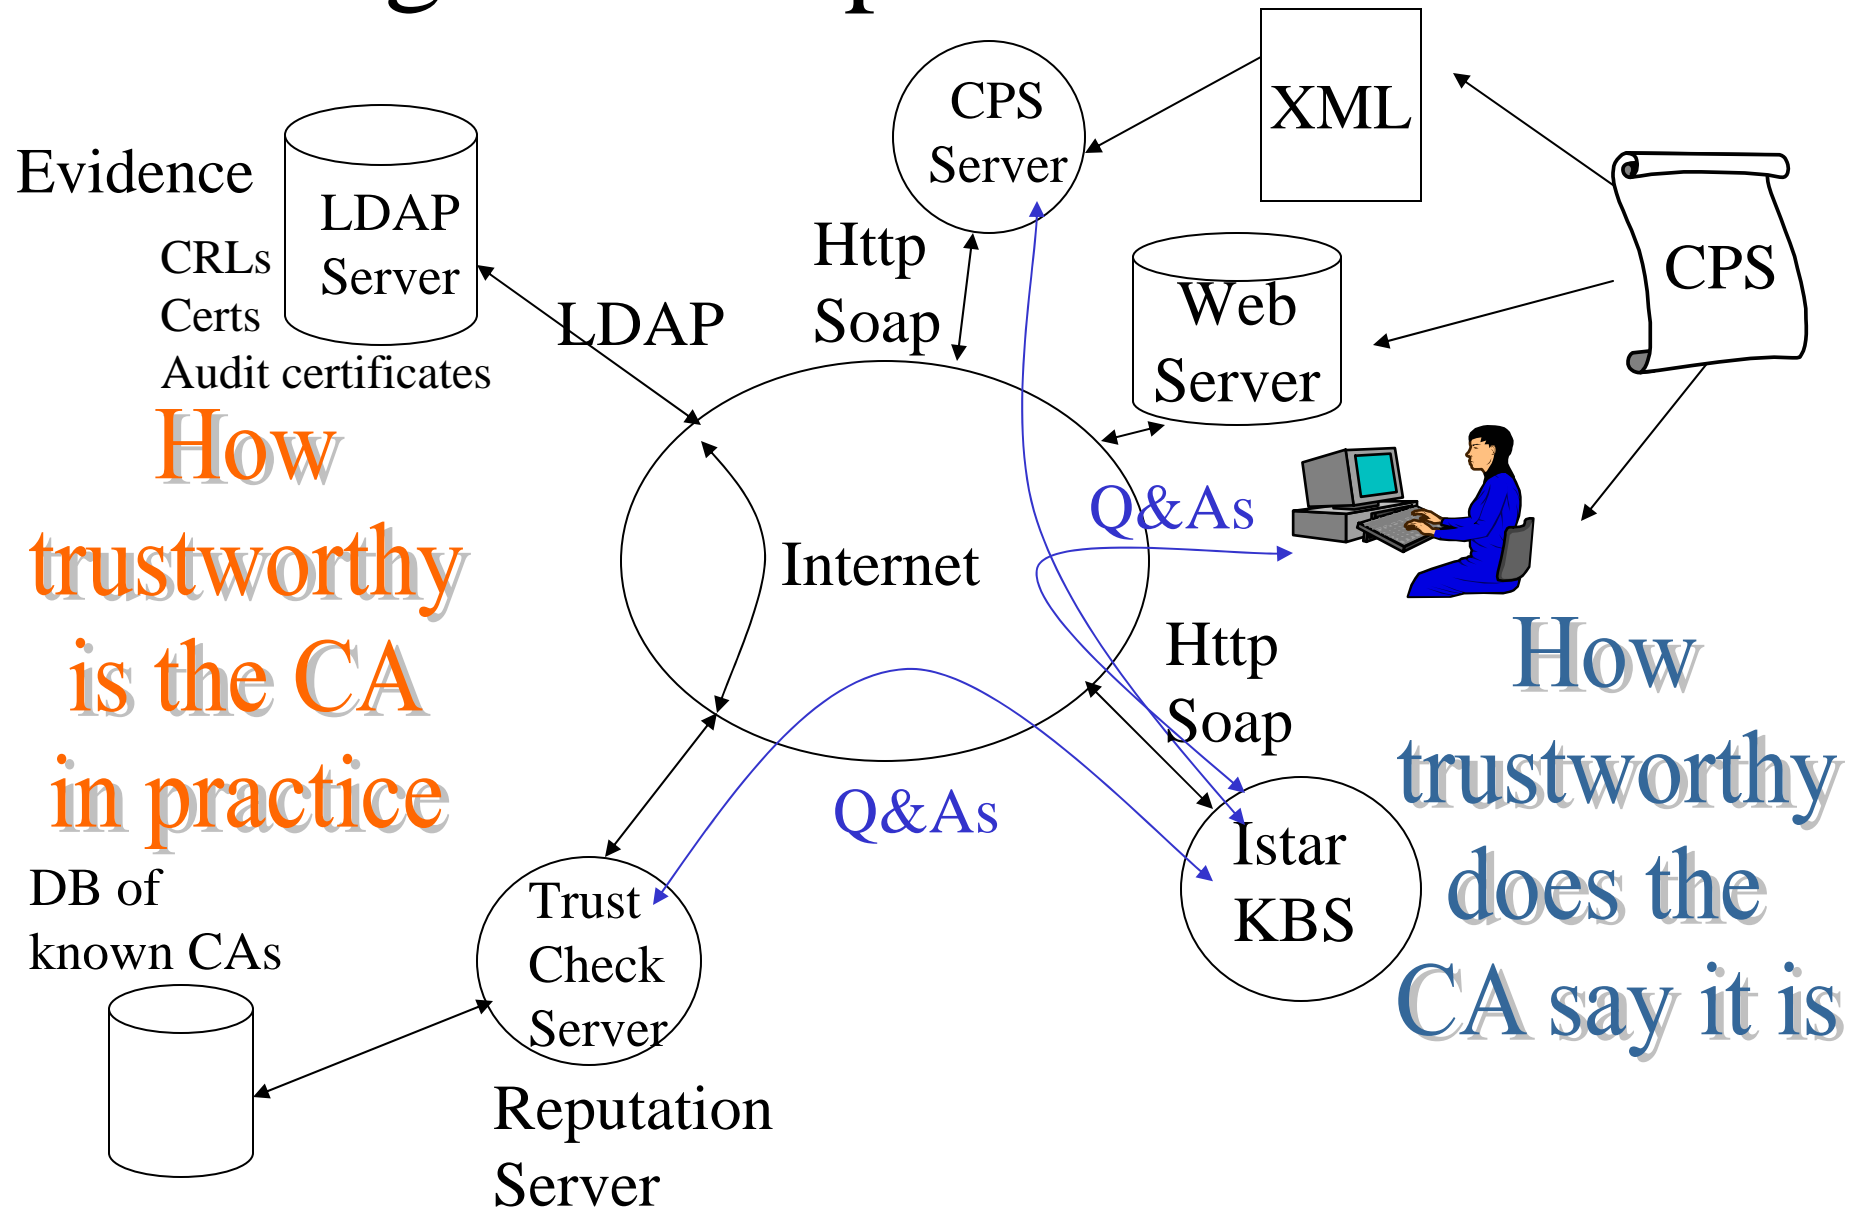 Evidence
CRLs
Certs
Audit certificates
LDAP
Server
LDAP
Http
Soap
CPS
Server
XML
CPS
Web
Server
Internet
Q&As
Http
Soap
Istar
KBS
Q&As
How
trustworthy
is the CA
in practice
DB of
known CAs
Trust
Check
Server
Reputation
Server
How
trustworthy
does the
CA say it is